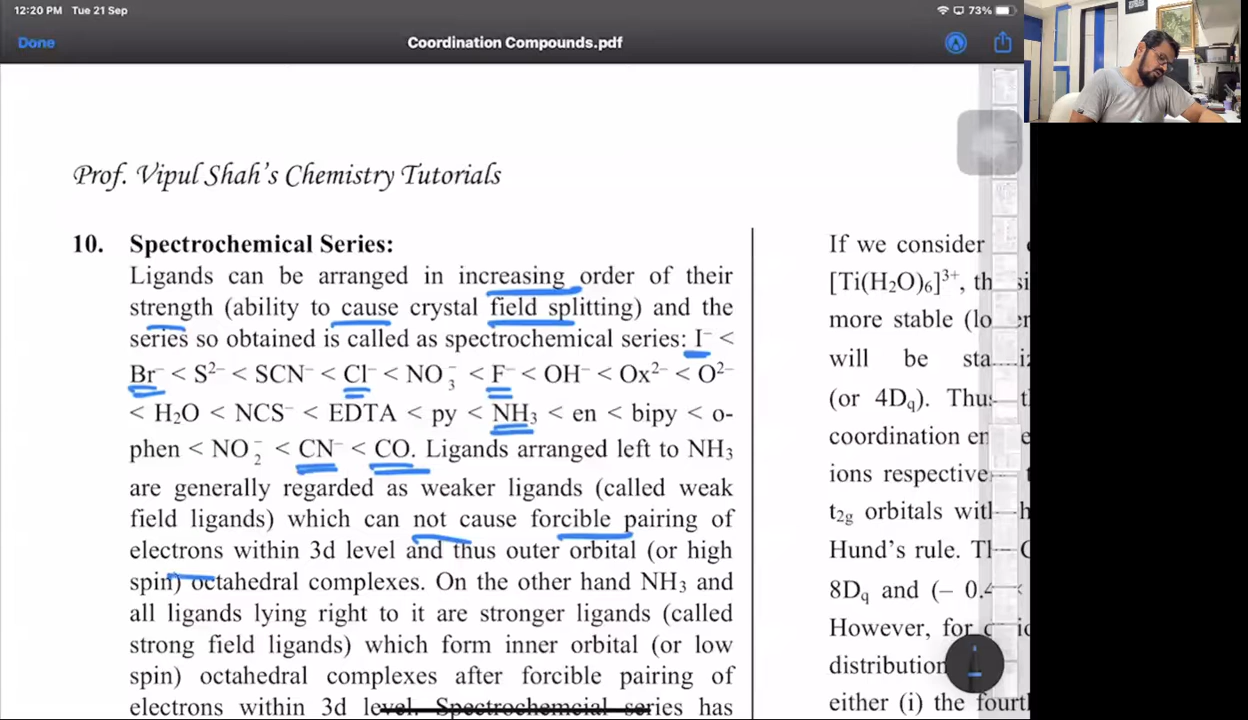 12:20 PM Tue 21 Sep
73%
Done
Coordination Compounds.pdf
Prof. Vipul Shah's Chemistry Tutorials
10. Spectrochemical Series:
Ligands can be arranged in increasing order of their
strength (ability to cause crystal field splitting) and the
series so obtained is called as spectrochemical series: I⁻ <
Br⁻ < S²⁻ < SCN⁻ < Cl⁻ < NO₃⁻ < F⁻ < OH⁻ < Ox²⁻ < O²⁻
< H₂O < NCS⁻ < EDTA < py < NH₃ < en < bipy < o-
phen < NO₂⁻ < CN⁻ < CO. Ligands arranged left to NH₃
are generally regarded as weaker ligands (called weak
field ligands) which can not cause forcible pairing of
electrons within 3d level and thus outer orbital (or high
spin) octahedral complexes. On the other hand NH₃ and
all ligands lying right to it are stronger ligands (called
strong field ligands) which form inner orbital (or low
spin) octahedral complexes after forcible pairing of
electrons within 3d level. Spectrochemcial series has
If we consider
[Ti(H₂O)₆]³⁺, th
more stable (lo
will be sta
(or 4Dq). Thus
coordination en
ions respective
t₂g orbitals wit
Hund's rule. T
8Dq and (– 0.4
However, for
distribution
either (i) the fourt